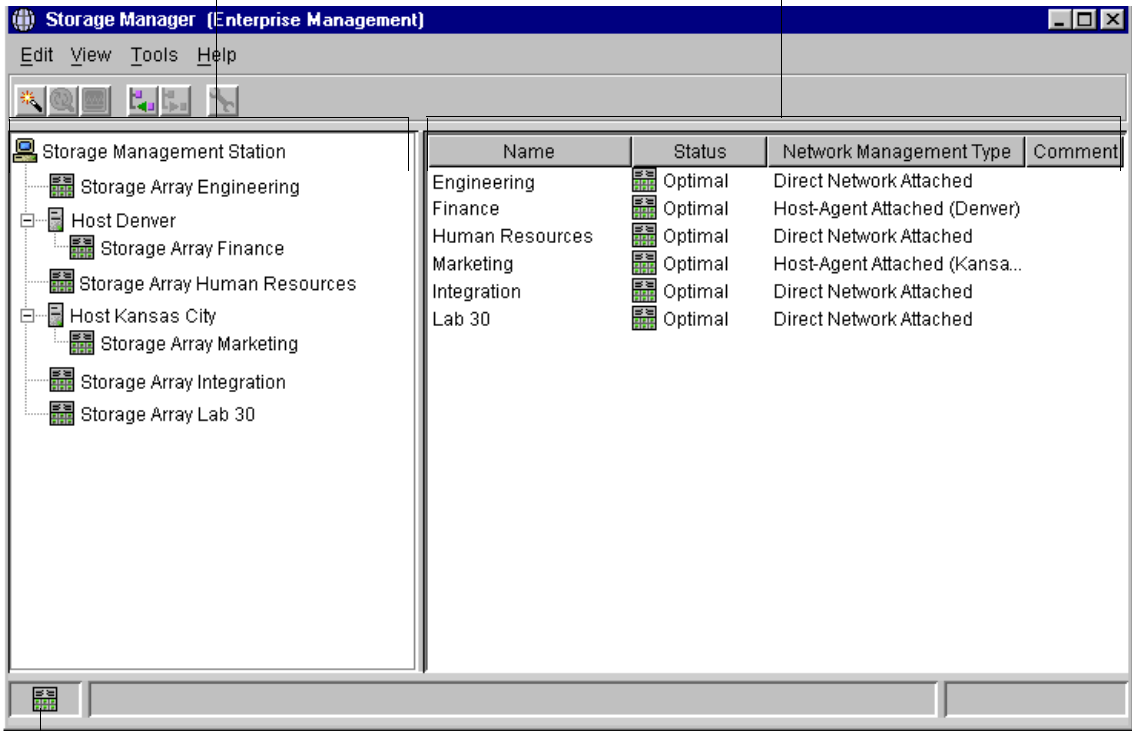 Storage Manager (Enterprise Management)
Edit View Tools Help
Storage Management Station
Storage Array Engineering
Host Denver
Storage Array Finance
Storage Array Human Resources
Host Kansas City
Storage Array Marketing
Storage Array Integration
Storage Array Lab 30
Name Status Network Management Type Comment
Engineering Optimal Direct Network Attached
Finance Optimal Host-Agent Attached (Denver)
Human Resources Optimal Direct Network Attached
Marketing Optimal Host-Agent Attached (Kansa...
Integration Optimal Direct Network Attached
Lab 30 Optimal Direct Network Attached